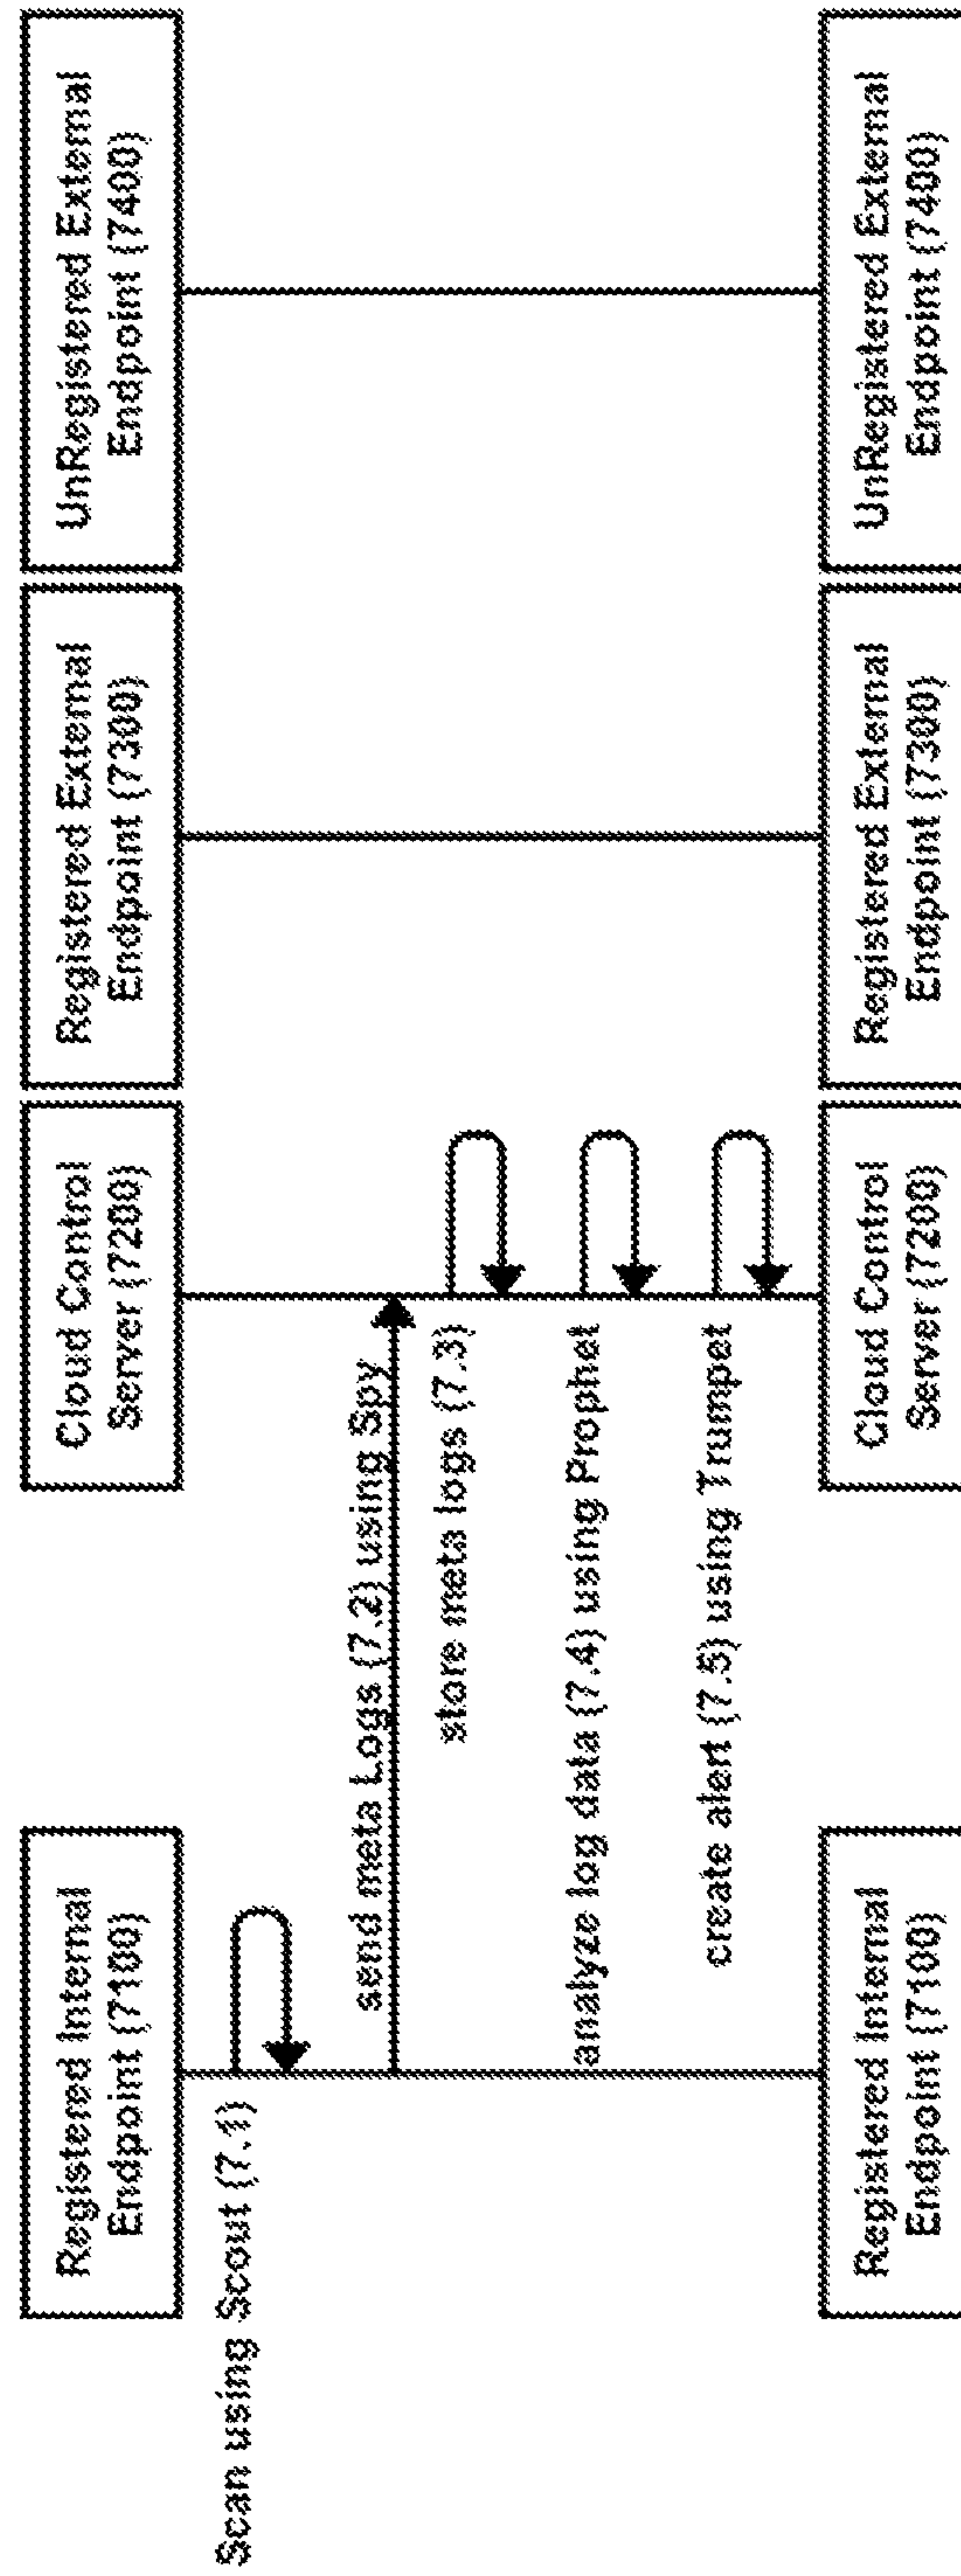 Registered Internal
Endpoint (7100)
Cloud Control
Server (7200)
Registered External
Endpoint (7300)
UnRegistered External
Endpoint (7400)
Scan using Scout (7.1)
send meta Logs (7.2) using Spy
store meta logs (7.3)
analyze log data (7.4) using Prophet
create alert (7.5) using Trumpet
Registered Internal
Endpoint (7100)
Cloud Control
Server (7200)
Registered External
Endpoint (7300)
UnRegistered External
Endpoint (7400)